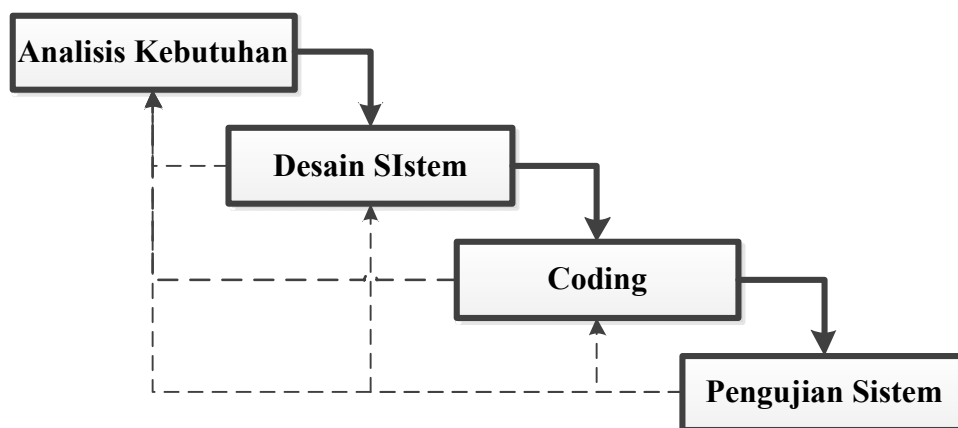 Analisis Kebutuhan
Desain SIstem
Coding
Pengujian Sistem